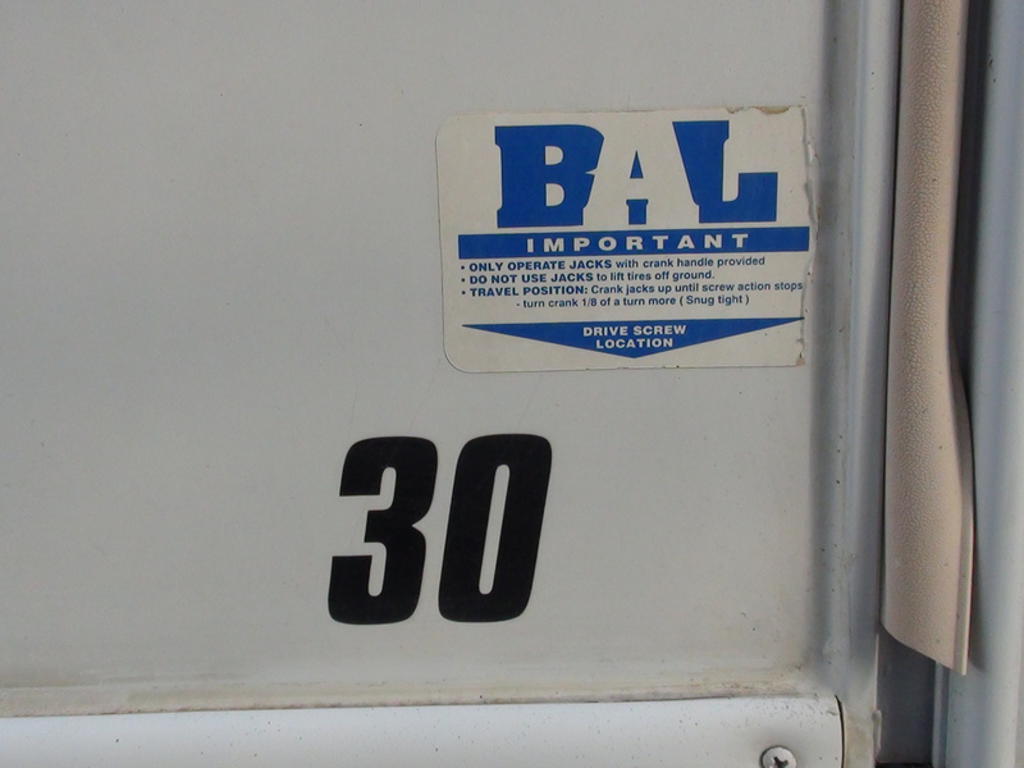 BAL
IMPORTANT
• ONLY OPERATE JACKS with crank handle provided
• DO NOT USE JACKS to lift tires off ground.
• TRAVEL POSITION: Crank jacks up until screw action stops
- turn crank 1/8 of a turn more ( Snug tight )
DRIVE SCREW
LOCATION
30